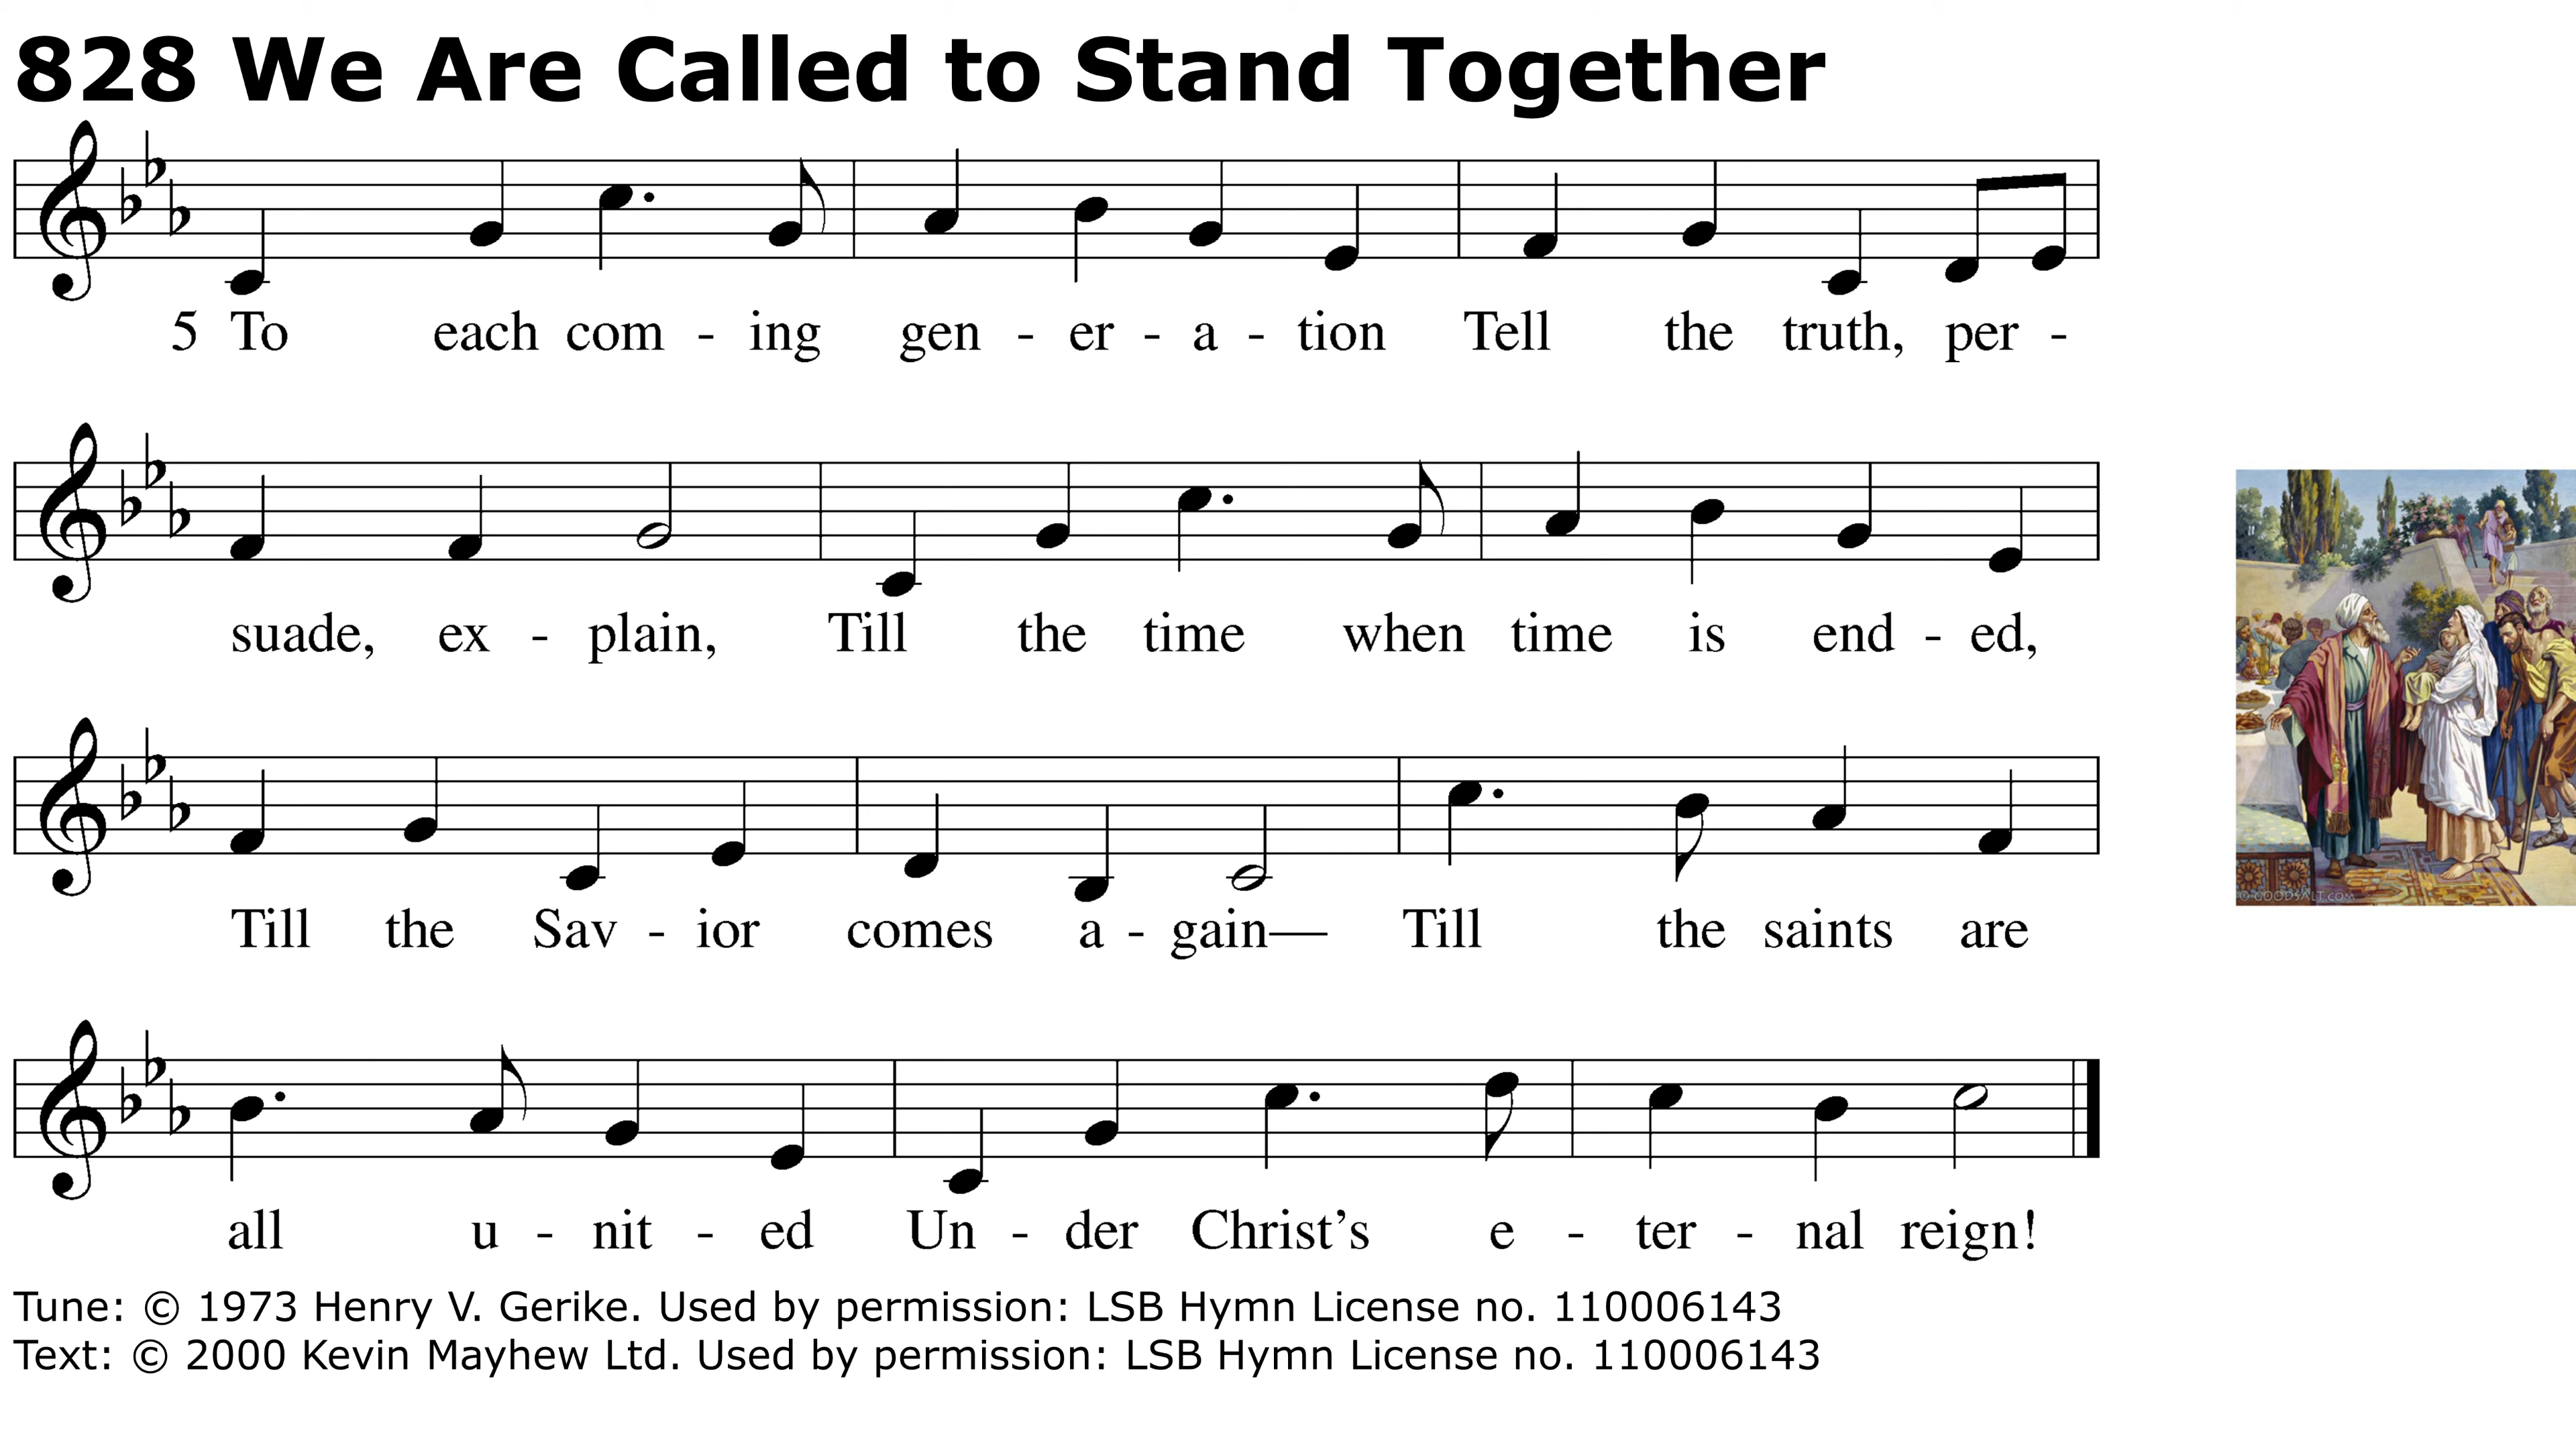 828 We Are Called to Stand Together
5 To each com - ing gen - er - a - tion Tell the truth, per -
suade, ex - plain, Till the time when time is end - ed,
Till the Sav - ior comes a - gain— Till the saints are
all u - nit - ed Un - der Christ's e - ter - nal reign!
Tune: © 1973 Henry V. Gerike. Used by permission: LSB Hymn License no. 110006143
Text: © 2000 Kevin Mayhew Ltd. Used by permission: LSB Hymn License no. 110006143
© GOODSALT.COM